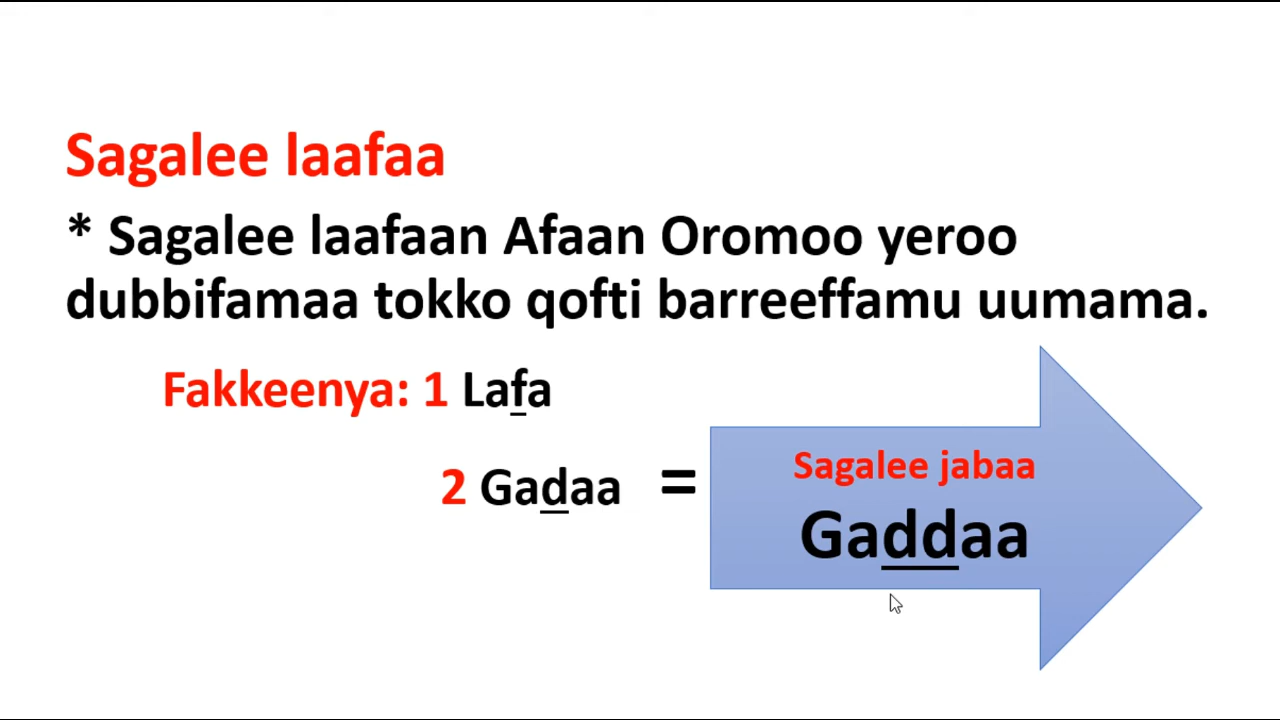 Sagalee laafaa
* Sagalee laafaan Afaan Oromoo yeroo
dubbifamaa tokko qofti barreeffamu uumama.
Fakkeenya: 1 Lafa
2 Gadaa =
Sagalee jabaa
Gaddaa